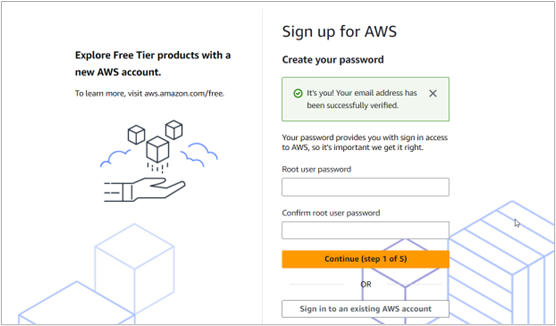 Explore Free Tier products with a
new AWS account.
To learn more, visit aws.amazon.com/free.
Sign up for AWS
Create your password
It's you! Your email address has
been successfully verified.
Your password provides you with sign in access
to AWS, so it's important we get it right.
Root user password
Confirm root user password
Continue (step 1 of 5)
OR
Sign in to an existing AWS account